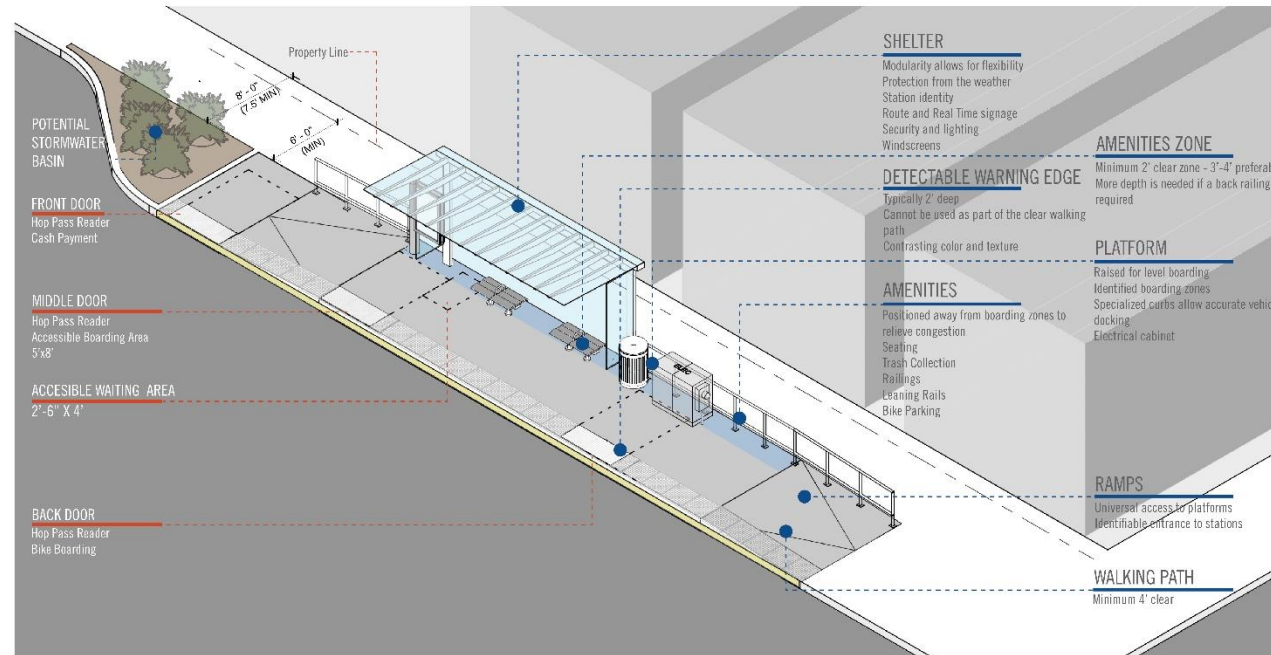 Property Line
8' - 0"
(7.5' MIN)
6' - 0"
(MIN)
POTENTIAL
STORMWATER
BASIN
FRONT DOOR
Hop Pass Reader
Cash Payment
MIDDLE DOOR
Hop Pass Reader
Accessible Boarding Area
5'x8'
ACCESIBLE WAITING AREA
2'-6" X 4'
BACK DOOR
Hop Pass Reader
Bike Boarding
SHELTER
Modularity allows for flexibility
Protection from the weather
Station identity
Route and Real Time signage
Security and lighting
Windscreens
DETECTABLE WARNING EDGE
Typically 2' deep
Cannot be used as part of the clear walking
path
Contrasting color and texture
AMENITIES
Positioned away from boarding zones to
relieve congestion
Seating
Trash Collection
Railings
Leaning Rails
Bike Parking
AMENITIES ZONE
Minimum 2' clear zone - 3'-4' preferal
More depth is needed if a back railing
required
PLATFORM
Raised for level boarding
Identified boarding zones
Specialized curbs allow accurate vehic
docking
Electrical cabinet
RAMPS
Universal access to platforms
Identifiable entrance to stations
WALKING PATH
Minimum 4' clear